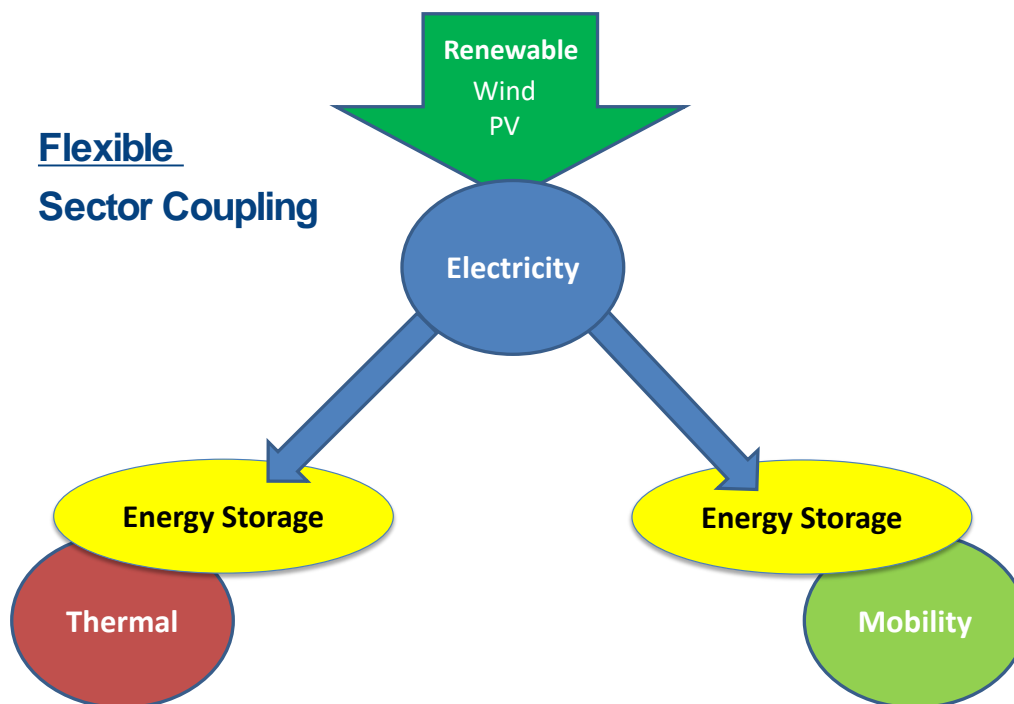 Renewable
Wind
PV
Flexible
Sector Coupling
Electricity
Energy Storage
Energy Storage
Thermal
Mobility